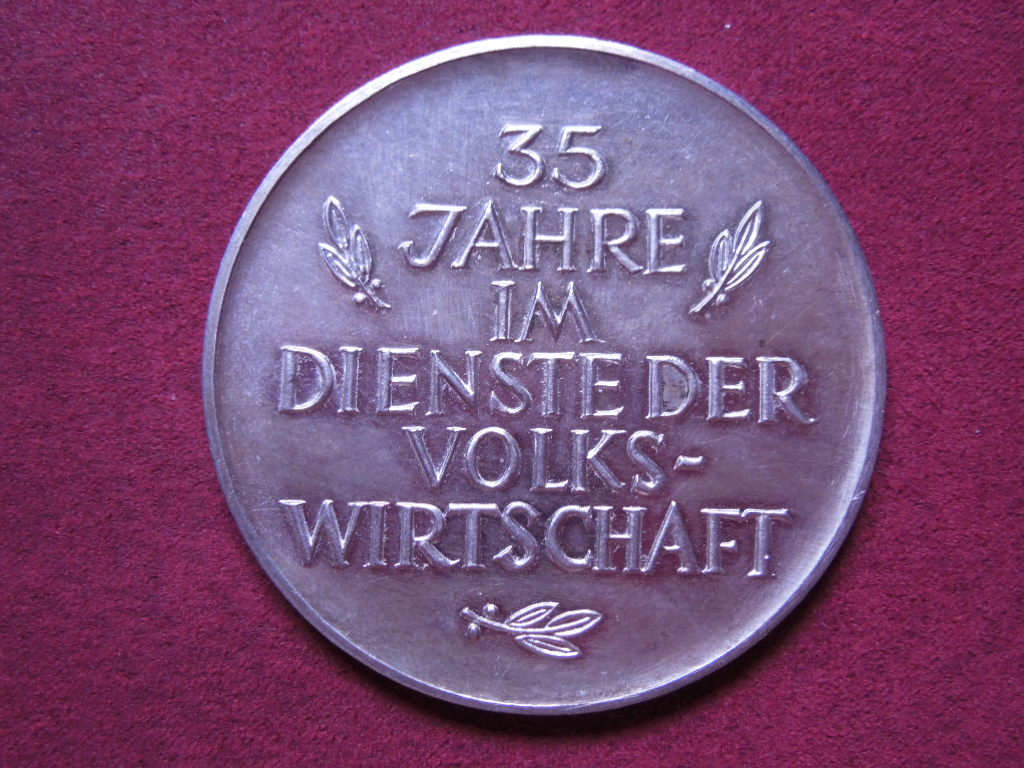 35
JAHRE
IM
DIENSTE DER
VOLKS-
WIRTSCHAFT